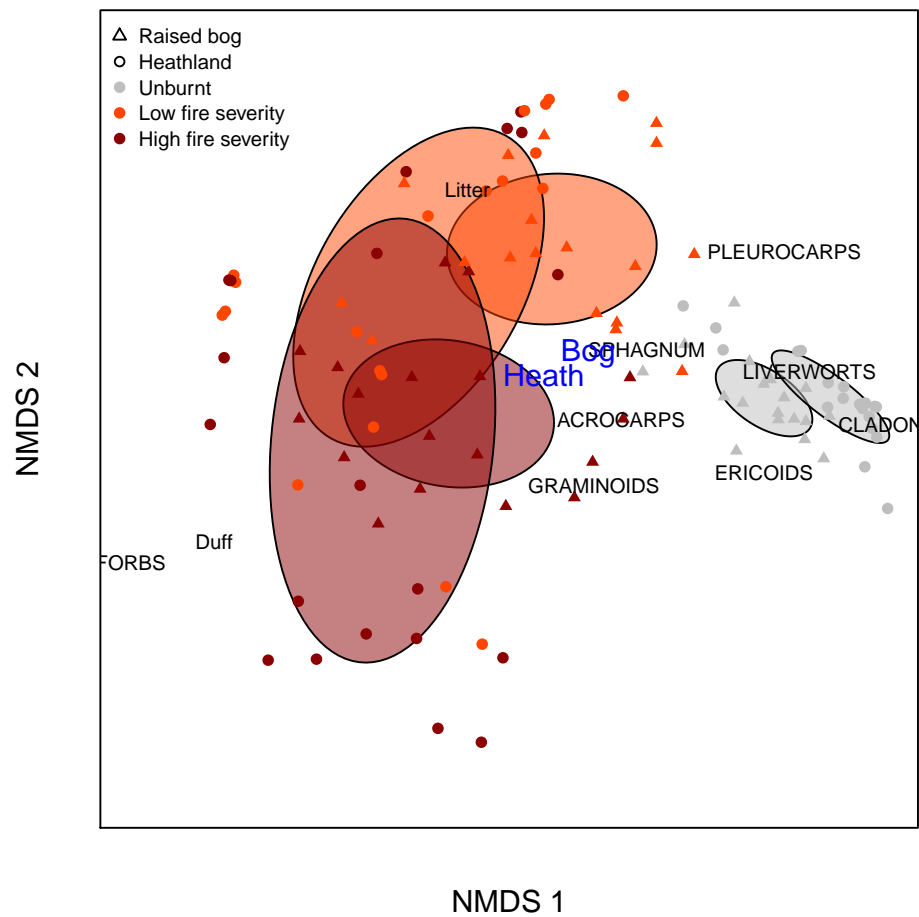 Raised bog
Heathland
Unburnt
Low fire severity
High fire severity
Litter
PLEUROCARPS
Bog
SPHAGNUM
Heath
LIVERWORTS
ACROCARPS
CLADON
ERICOIDS
GRAMINOIDS
Duff
FORBS
NMDS 2
NMDS 1